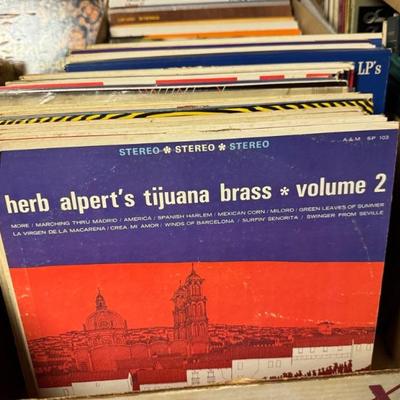 LP's
STEREO * STEREO * STEREO
A&M SP 103
herb alpert's tijuana brass * volume 2
MORE / MARCHING THRU MADRID / AMERICA / SPANISH HARLEM / MEXICAN CORN / MILORD / GREEN LEAVES OF SUMMER
LA VIRGEN DE LA MACARENA / CREA MI AMOR / WINDS OF BARCELONA / SURFIN' SENORITA / SWINGER FROM SEVILLE